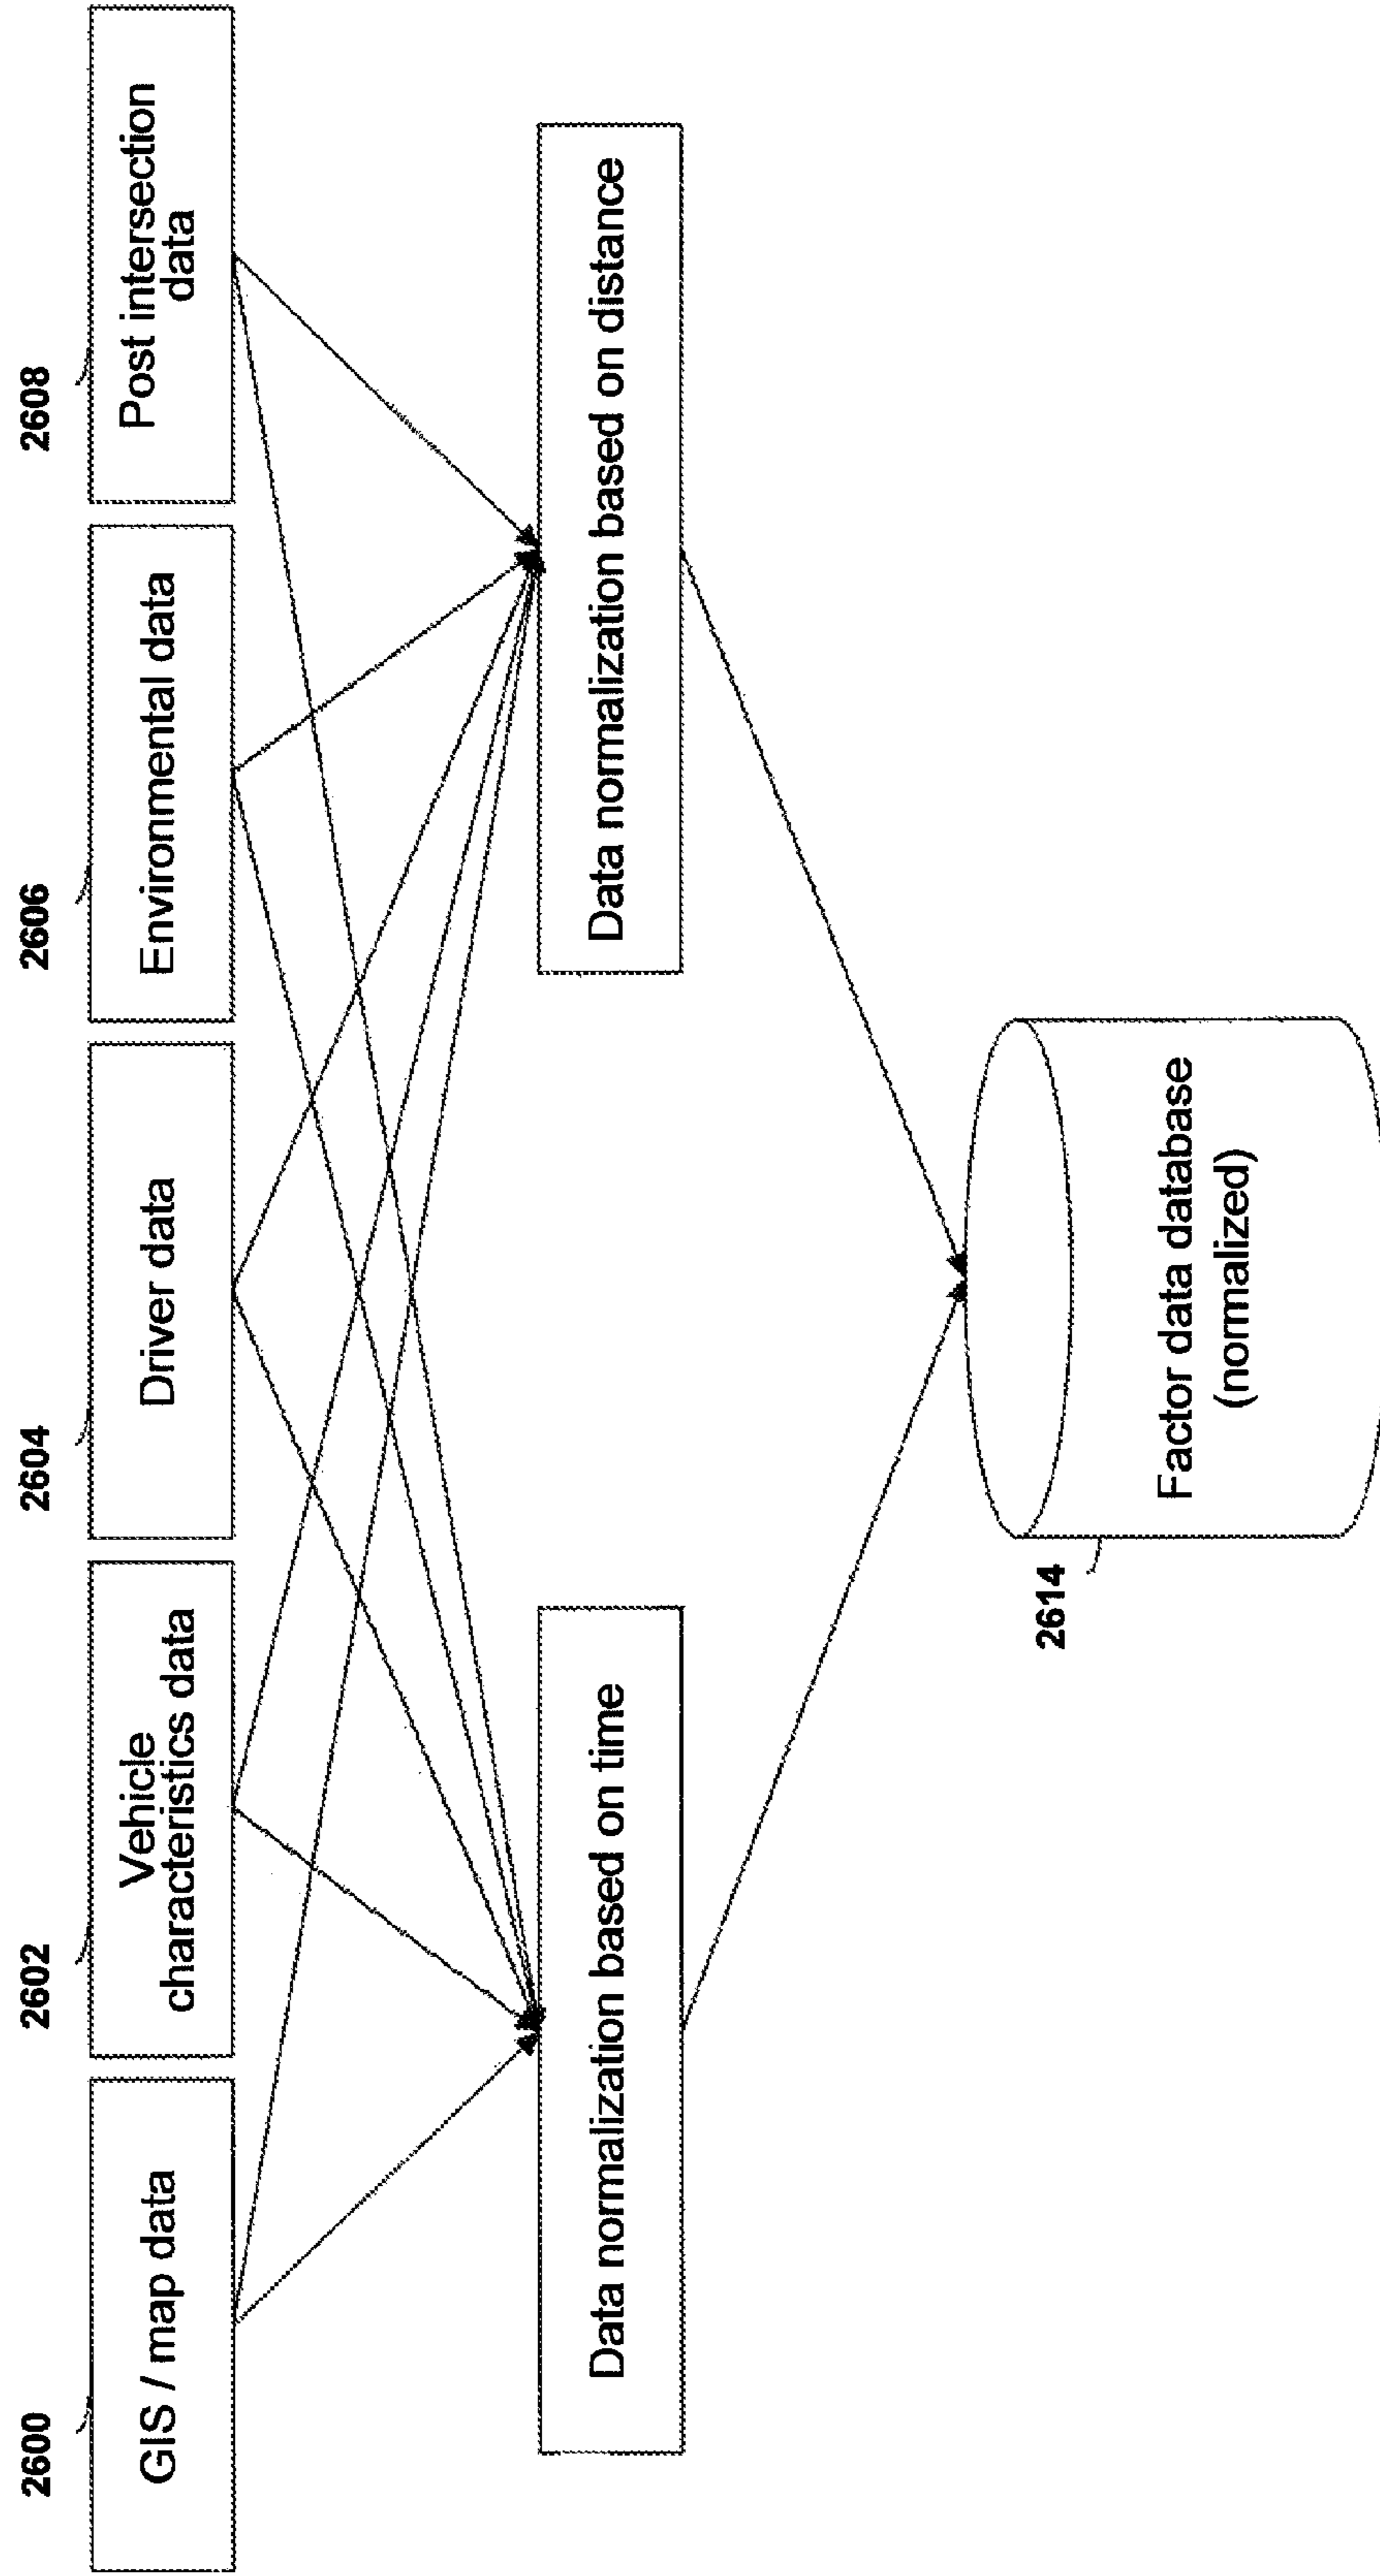 2600
2602
2604
2606
2608
GIS / map data
Vehicle
characteristics data
Driver data
Environmental data
Post intersection
data
Data normalization based on time
Data normalization based on distance
2614
Factor data database
(normalized)